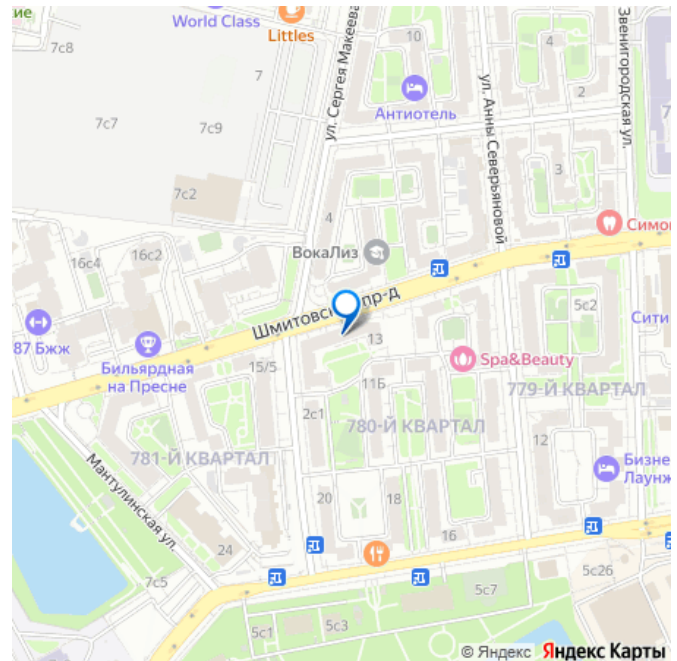 кие
World Class
Littles
7с8
7
7с7
7с9
7с2
ул. Сергея Макеева
10
Антиотель
4
2
3
ул. Анны Северьяновой
Звенигородская ул.
7
4
ВокаЛиз
Симо
16с4
16с2
Шмитовский пр-д
87 Бжж
Бильярдная
на Пресне
15/5
13
11Б
Spa&Beauty
5с2
Сити
779-Й КВАРТАЛ
2с1
780-Й КВАРТАЛ
781-Й КВАРТАЛ
12
Бизне
Лаунж
Мантулинская ул.
20
18
16
24
7с5
5с26
5с7
5с3
5с1
© Яндекс Яндекс Карты